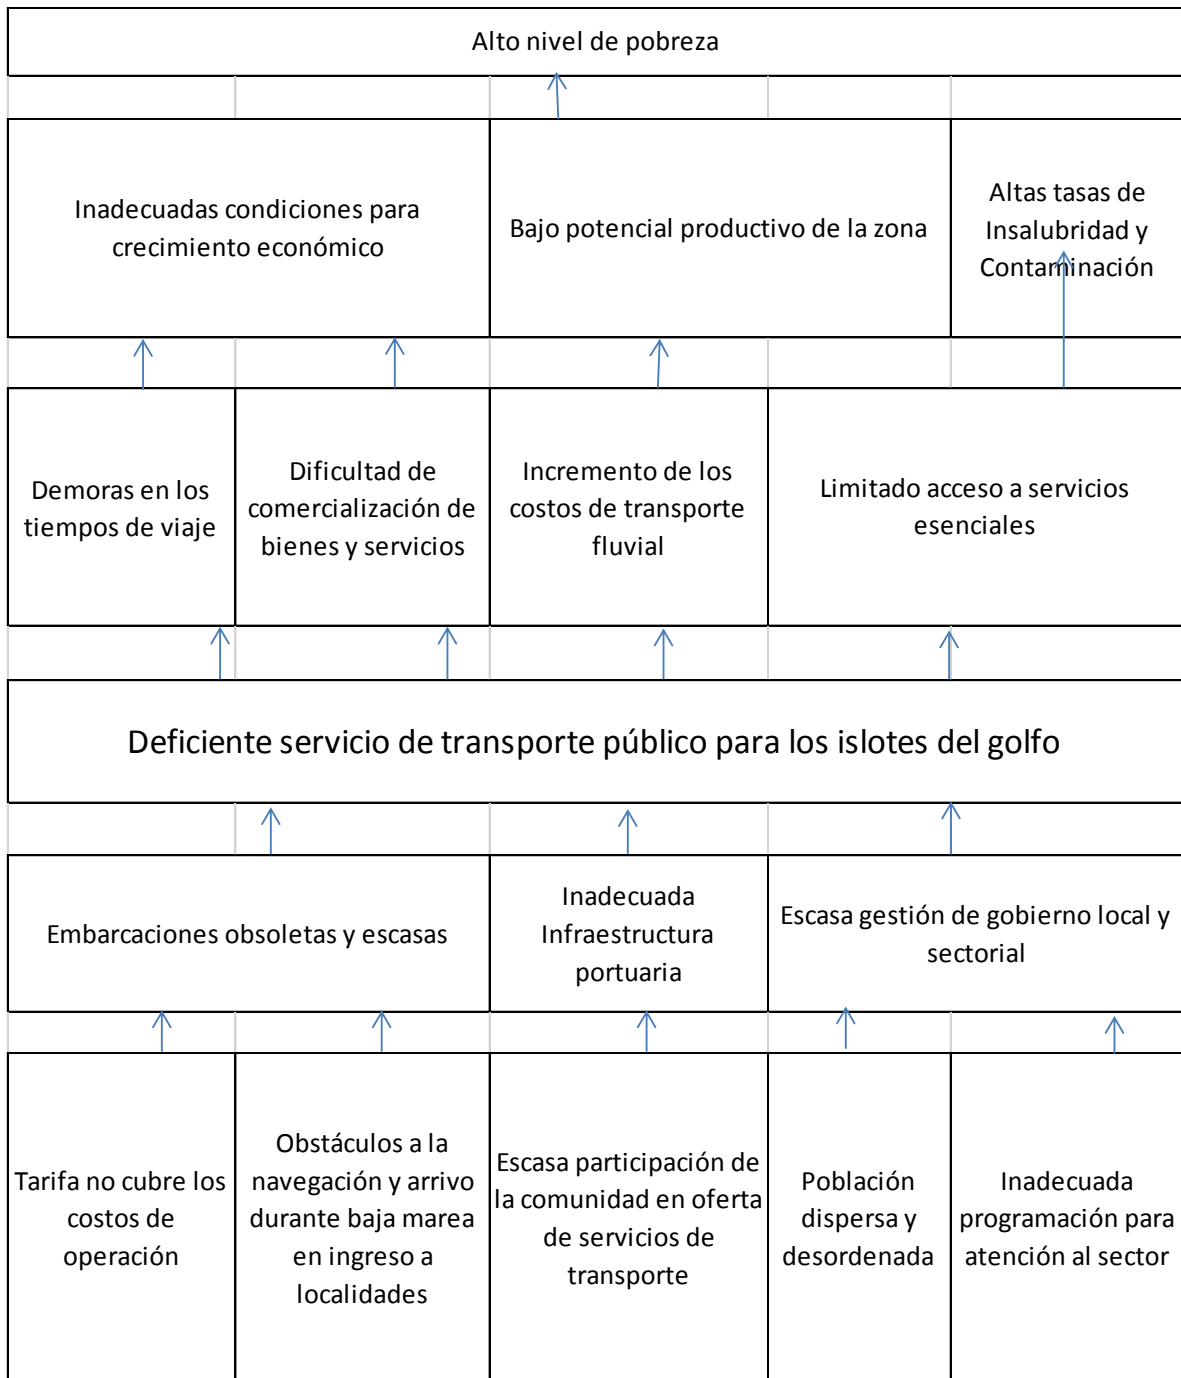 Alto nivel de pobreza
Inadecuadas condiciones para
crecimiento económico
Bajo potencial productivo de la zona
Altas tasas de
Insalubridad y
Contaminación
Demoras en los
tiempos de viaje
Dificultad de
comercialización de
bienes y servicios
Incremento de los
costos de transporte
fluvial
Limitado acceso a servicios
esenciales
Deficiente servicio de transporte público para los islotes del golfo
Embarcaciones obsoletas y escasas
Inadecuada
Infraestructura
portuaria
Escasa gestión de gobierno local y
sectorial
Tarifa no cubre los
costos de
operación
Obstáculos a la
navegación y arrivo
durante baja marea
en ingreso a
localidades
Escasa participación de
la comunidad en oferta
de servicios de
transporte
Población
dispersa y
desordenada
Inadecuada
programación para
atención al sector